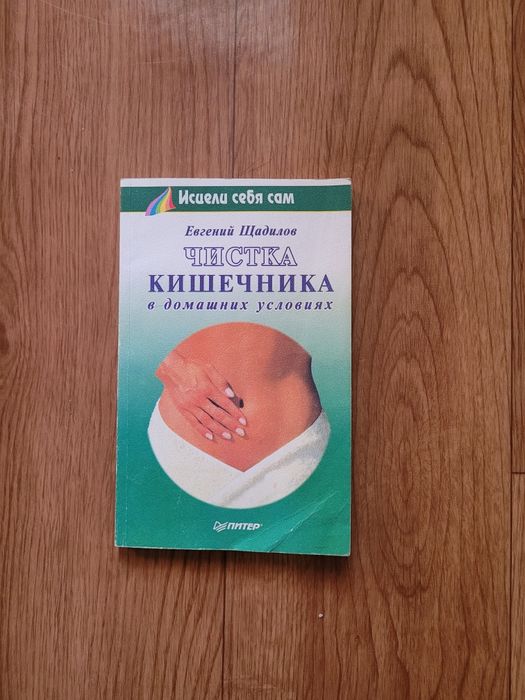 Исцели себя сам
Евгений Щадилов
ЧИСТКА
КИШЕЧНИКА
в домашних условиях
ПИТЕР®